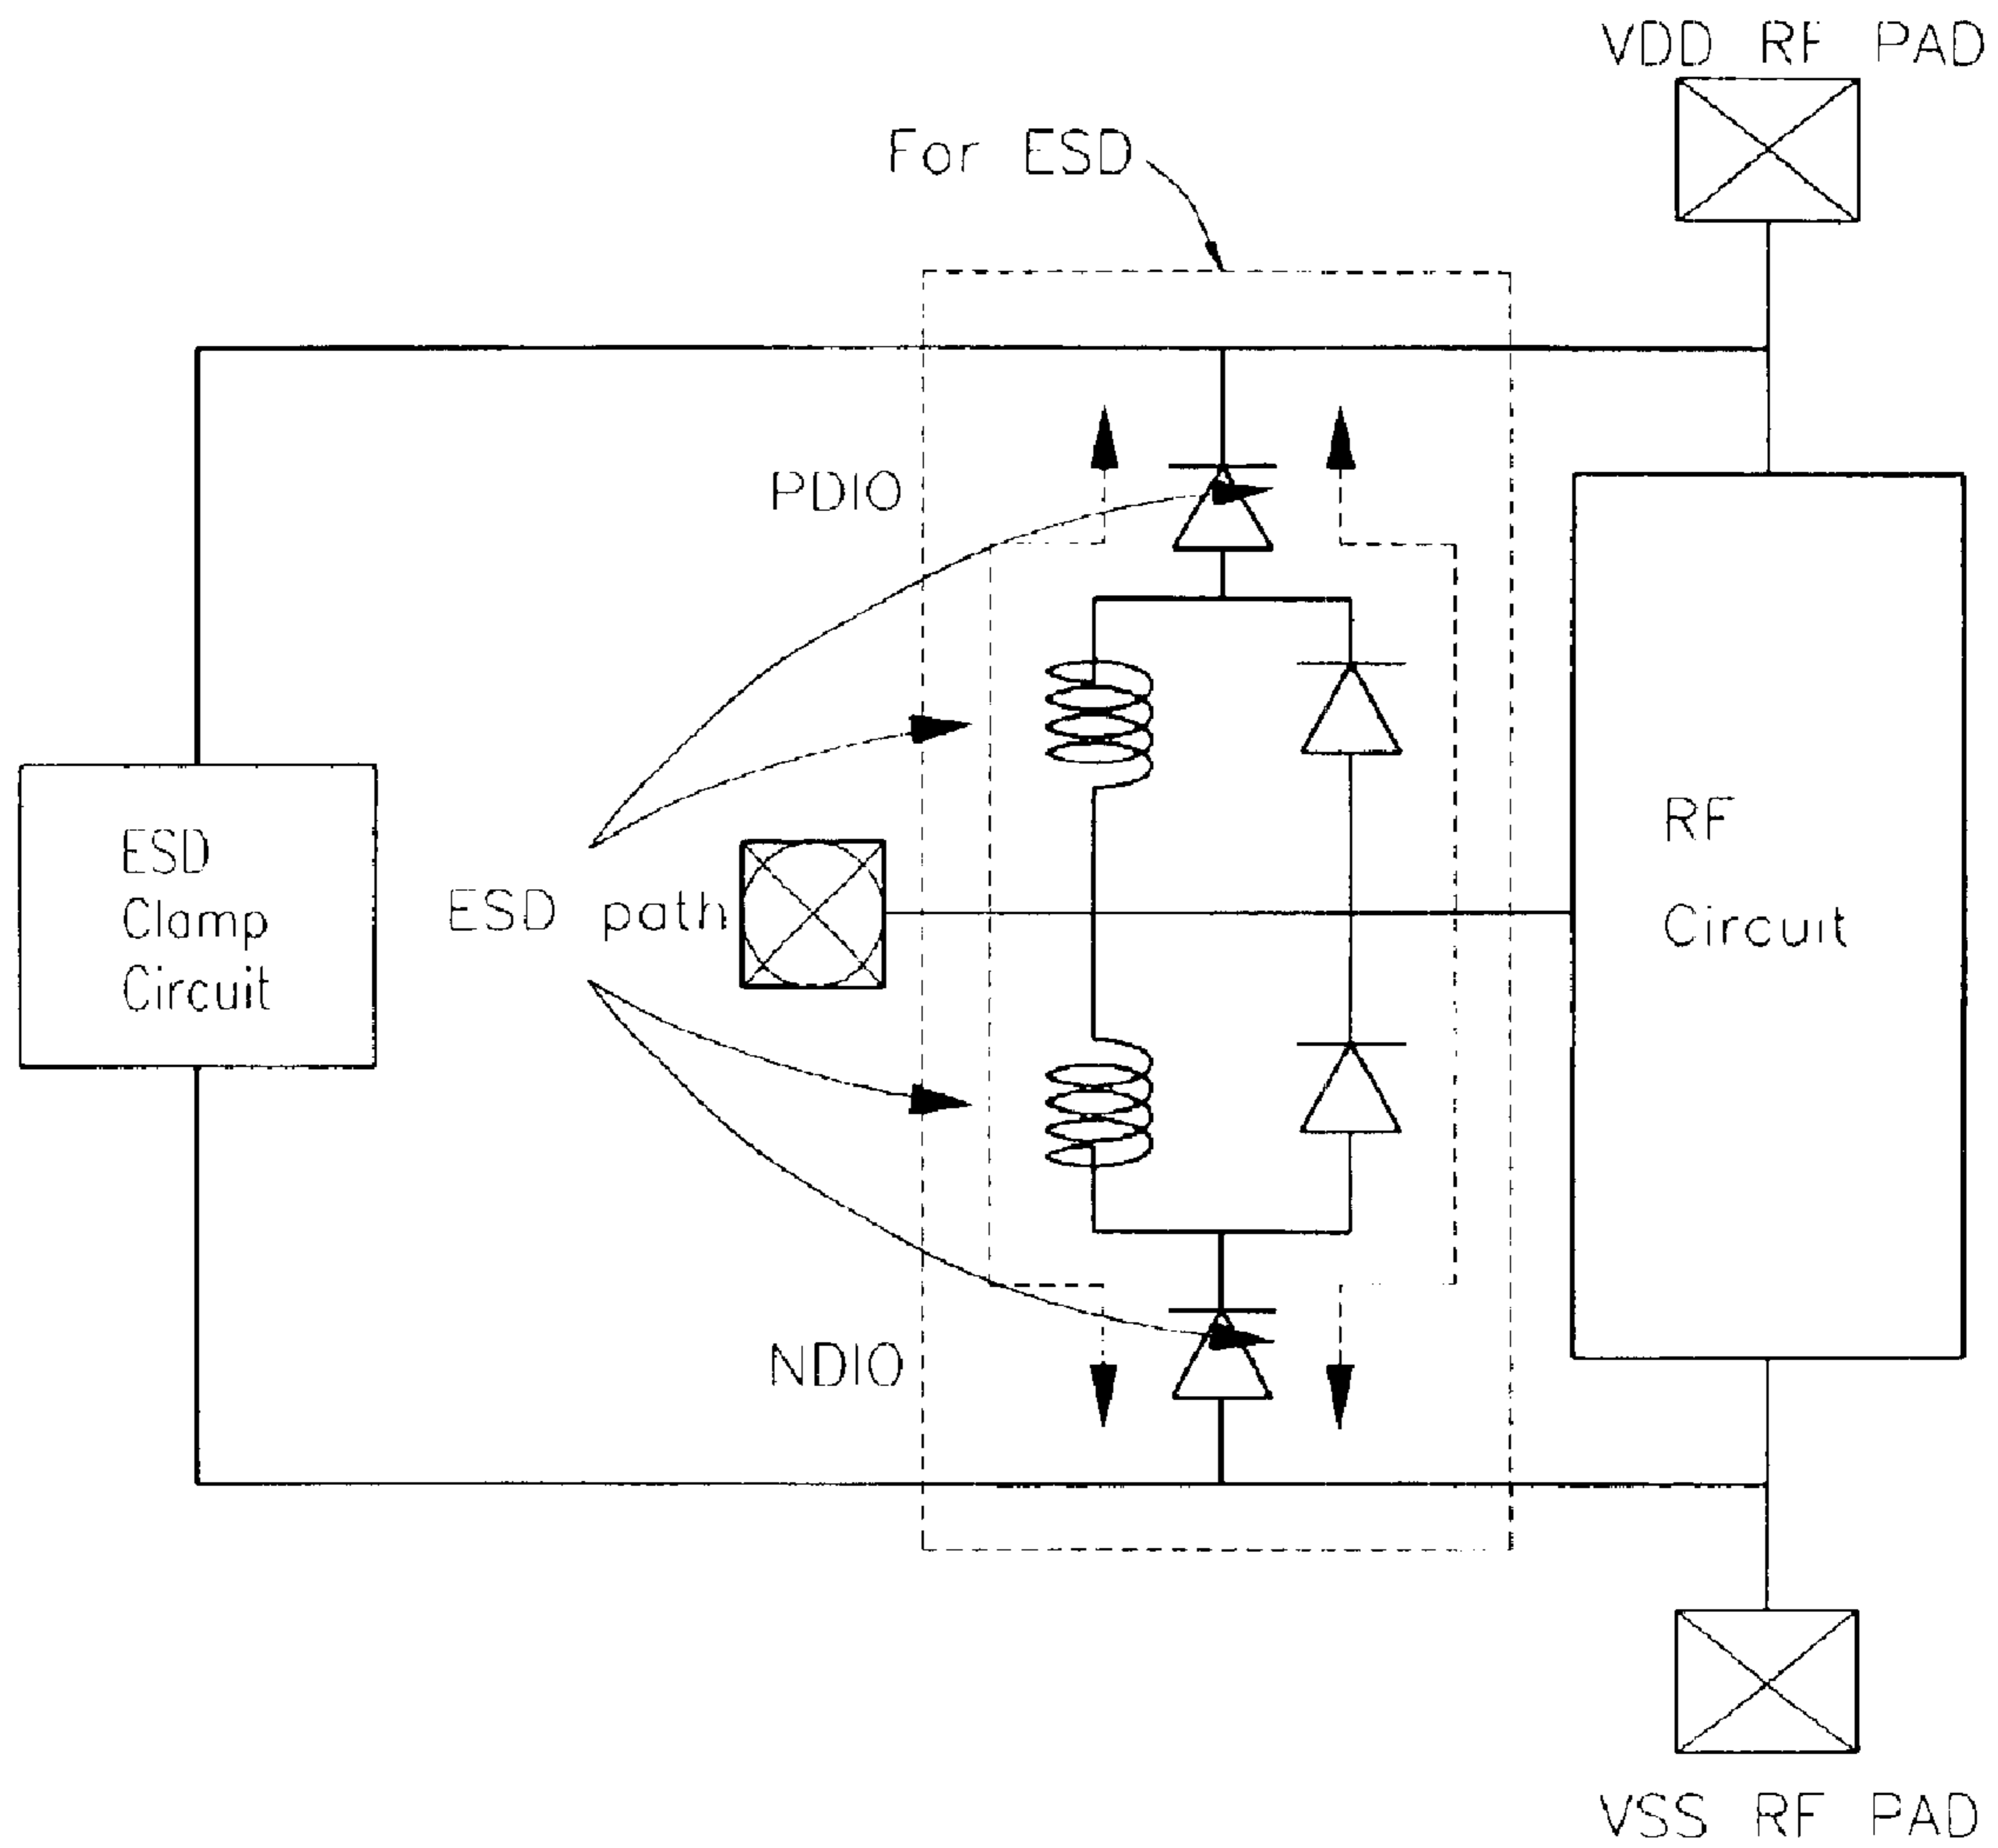 VDD RF PAD
For ESD
PDIO
ESD
Clamp
Circuit
ESD path
RF
Circuit
NDIO
VSS RF PAD